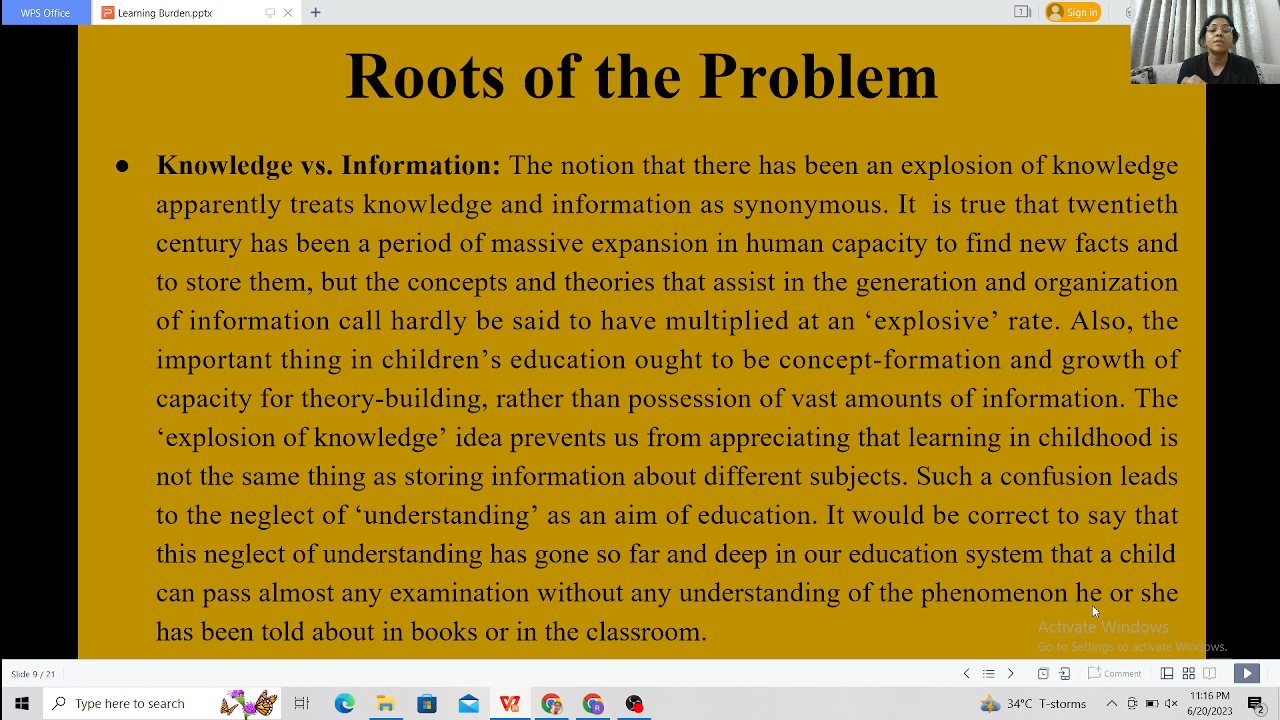 WPS Office
Learning Burden.pptx
Sign in
Roots of the Problem
● Knowledge vs. Information: The notion that there has been an explosion of knowledge
apparently treats knowledge and information as synonymous. It is true that twentieth
century has been a period of massive expansion in human capacity to find new facts and
to store them, but the concepts and theories that assist in the generation and organization
of information call hardly be said to have multiplied at an ‘explosive’ rate. Also, the
important thing in children’s education ought to be concept-formation and growth of
capacity for theory-building, rather than possession of vast amounts of information. The
‘explosion of knowledge’ idea prevents us from appreciating that learning in childhood is
not the same thing as storing information about different subjects. Such a confusion leads
to the neglect of ‘understanding’ as an aim of education. It would be correct to say that
this neglect of understanding has gone so far and deep in our education system that a child
can pass almost any examination without any understanding of the phenomenon he or she
has been told about in books or in the classroom.
Activate Windows
Go to Settings to activate Windows.
Slide 9 / 21
Comment
Type here to search
34°C T-storms
11:16 PM
6/20/2023
2